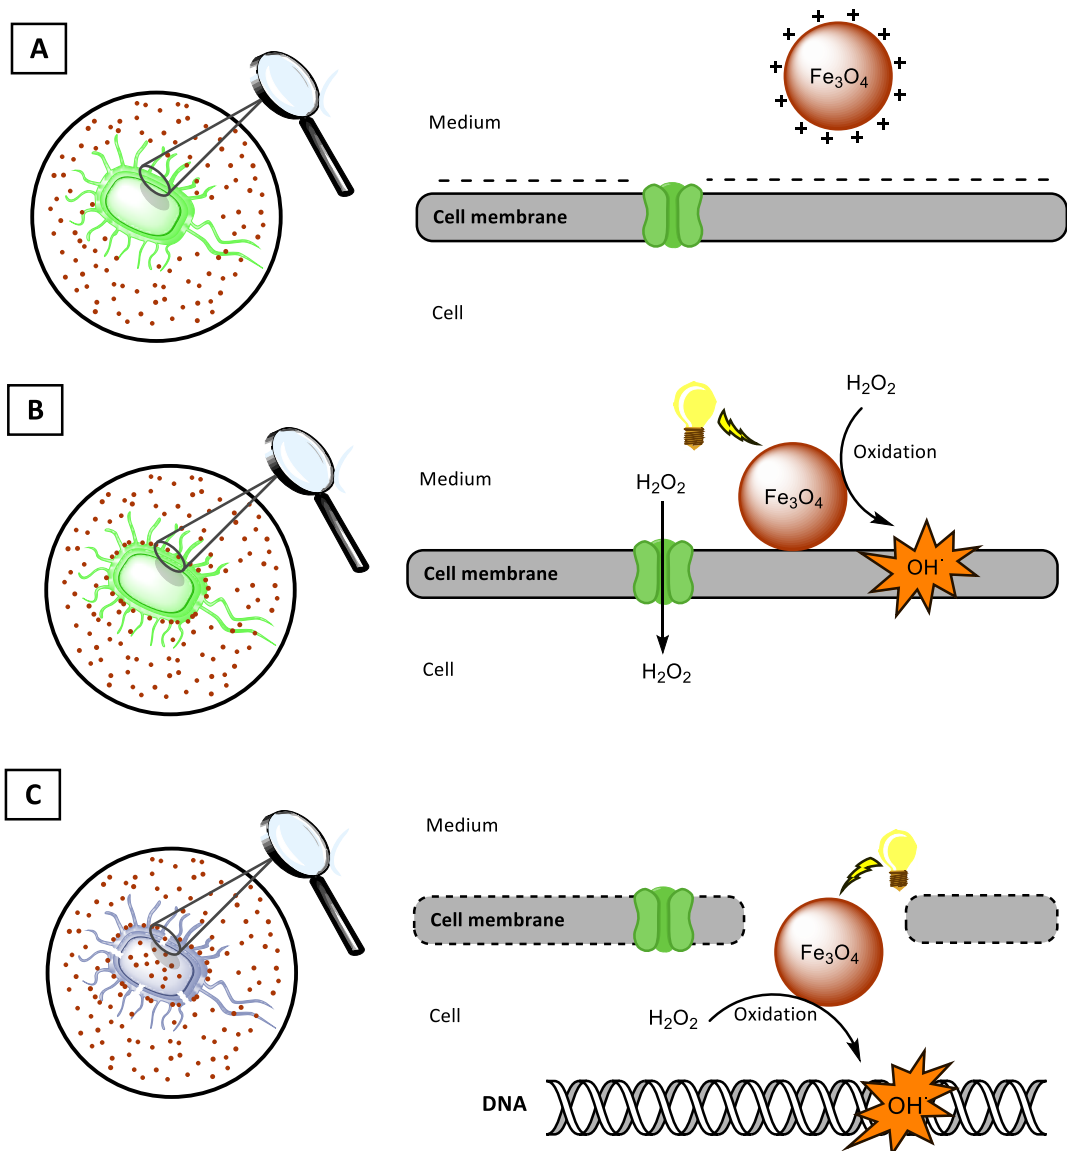 A
Fe₃O₄
Medium
Cell membrane
Cell
B
H₂O₂
Oxidation
Medium
H₂O₂
Fe₃O₄
Cell membrane
OH˙
Cell
H₂O₂
C
Medium
Cell membrane
Fe₃O₄
Cell
H₂O₂
Oxidation
DNA
OH˙